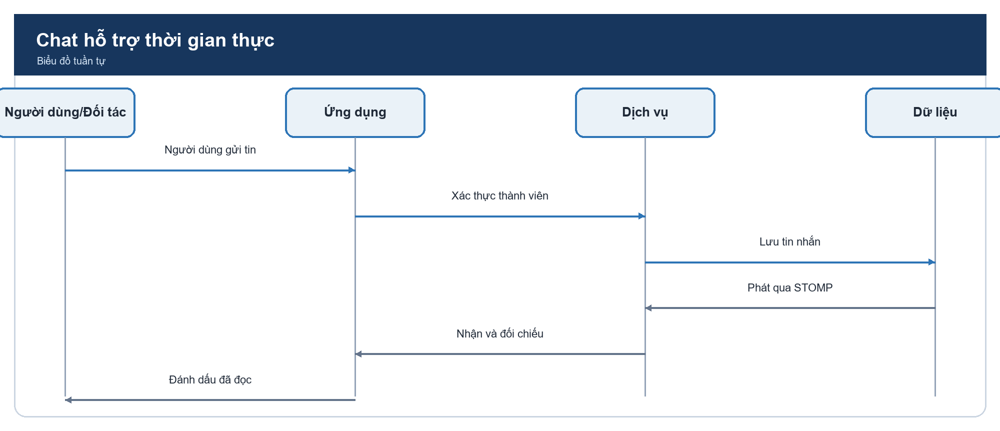 Chat hỗ trợ thời gian thực
Biểu đồ tuần tự
Người dùng/Đối tác
Ứng dụng
Dịch vụ
Dữ liệu
Người dùng gửi tin
Xác thực thành viên
Lưu tin nhắn
Phát qua STOMP
Nhận và đối chiếu
Đánh dấu đã đọc